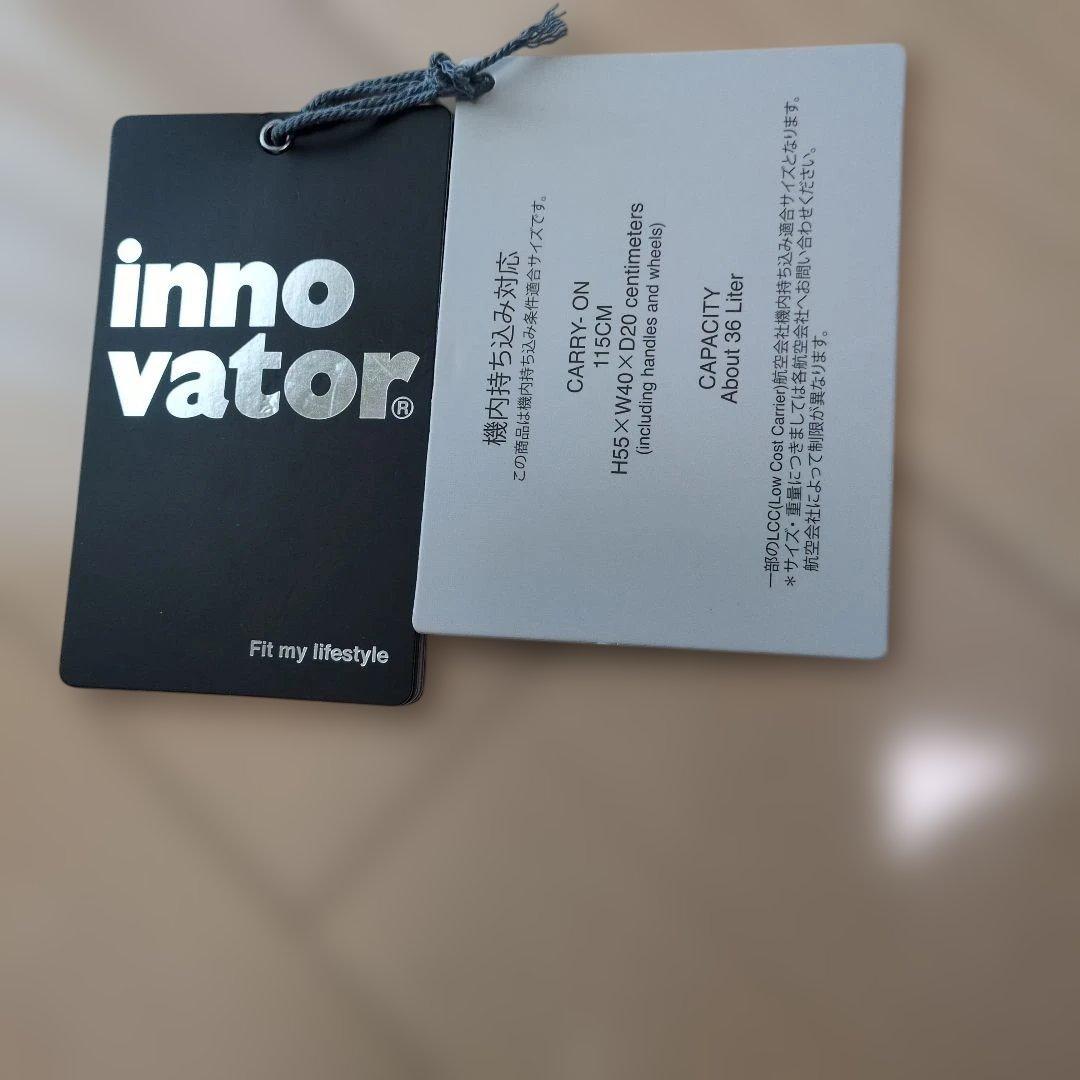 inno
vator®
Fit my lifestyle
機内持ち込み対応
この商品は機内持ち込み条件適合サイズです。
CARRY- ON
115CM
H55×W40×D20 centimeters
(including handles and wheels)
CAPACITY
About 36 Liter
一部のLCC(Low Cost Carrier)航空会社機内持ち込み適合サイズとなります。
＊サイズ・重量につきましては各航空会社へお問い合わせください。
航空会社によって制限が異なります。